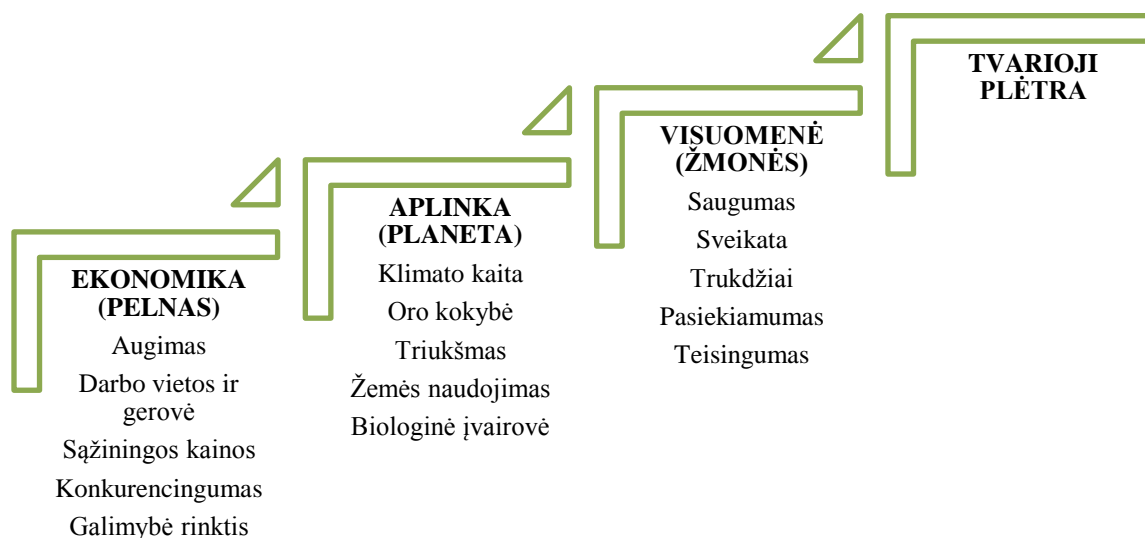 EKONOMIKA
(PELNAS)
Augimas
Darbo vietos ir
gerovė
Sąžiningos kainos
Konkurencingumas
Galimybė rinktis
APLINKA
(PLANETA)
Klimato kaita
Oro kokybė
Triukšmas
Žemės naudojimas
Biologinė įvairovė
VISUOMENĖ
(ŽMONĖS)
Saugumas
Sveikata
Trukdžiai
Pasiekiamumas
Teisingumas
TVARIOJI
PLĖTRA